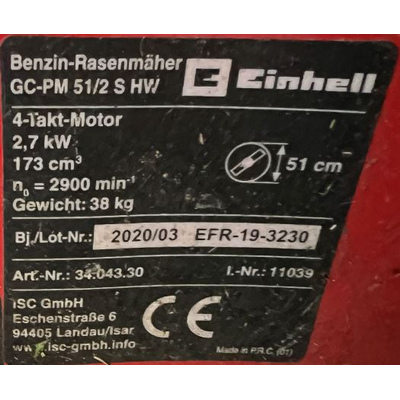 Benzin-Rasenmäher
GC-PM 51/2 S HW
Einhell
4-Takt-Motor
2,7 kW
173 cm³
n₀ = 2900 min⁻¹
51 cm
Gewicht: 38 kg
Bj./Lot-Nr.: 2020/03 EFR-19-3230
Art.-Nr.: 34.043.30 I.-Nr.: 11039
iSC GmbH
Eschenstraße 6
94405 Landau/Isar
www.isc-gmbh.info
CE
Made in P.R.C. (01)